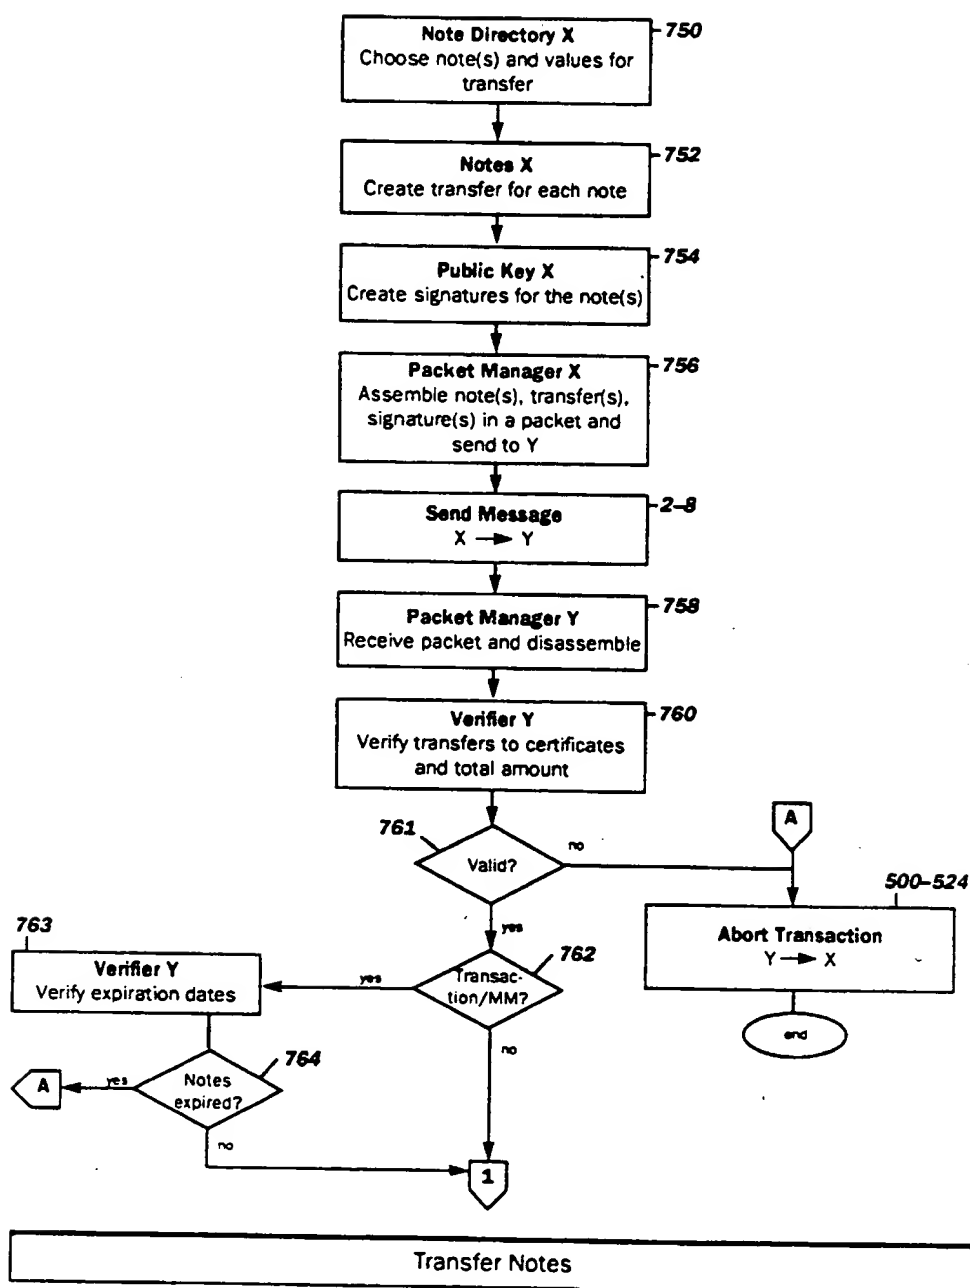 750
Note Directory X
Choose note(s) and values for
transfer
752
Notes X
Create transfer for each note
754
Public Key X
Create signatures for the note(s)
756
Packet Manager X
Assemble note(s), transfer(s),
signature(s) in a packet and
send to Y
2–8
Send Message
X Y
758
Packet Manager Y
Receive packet and disassemble
760
Verifier Y
Verify transfers to certificates
and total amount
761
Valid?
no
A
500–524
Abort Transaction
Y X
end
yes
762
Transac-
tion/MM?
yes
no
763
Verifier Y
Verify expiration dates
764
Notes
expired?
yes
A
no
1
Transfer Notes